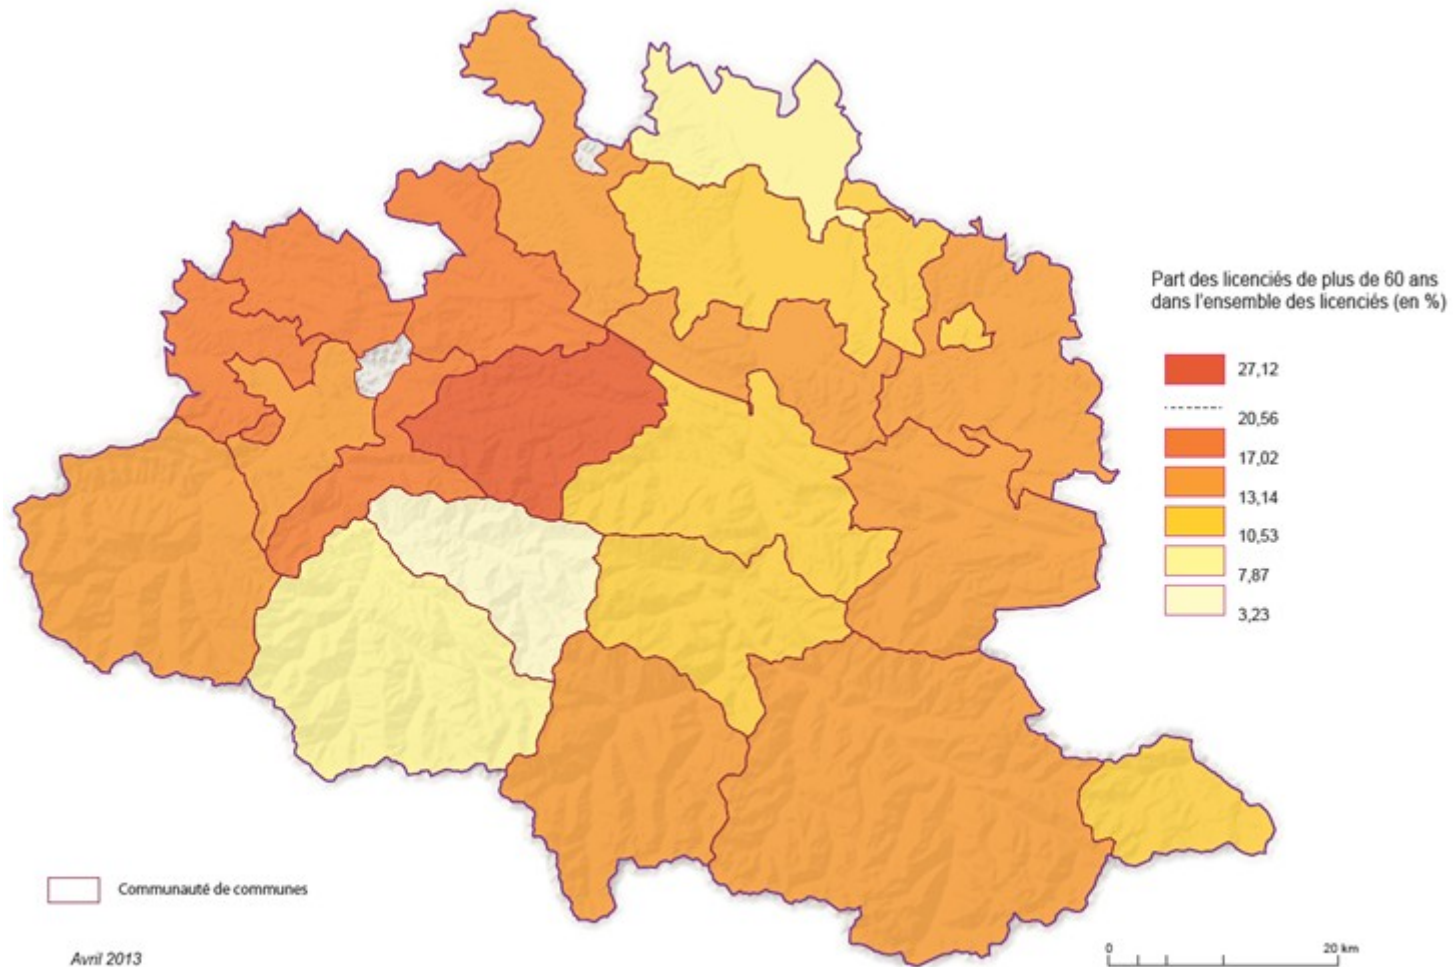 Part des licenciés de plus de 60 ans
dans l'ensemble des licenciés (en %)
27,12
20,56
17,02
13,14
10,53
7,87
3,23
Communauté de communes
Avril 2013
0 20 km